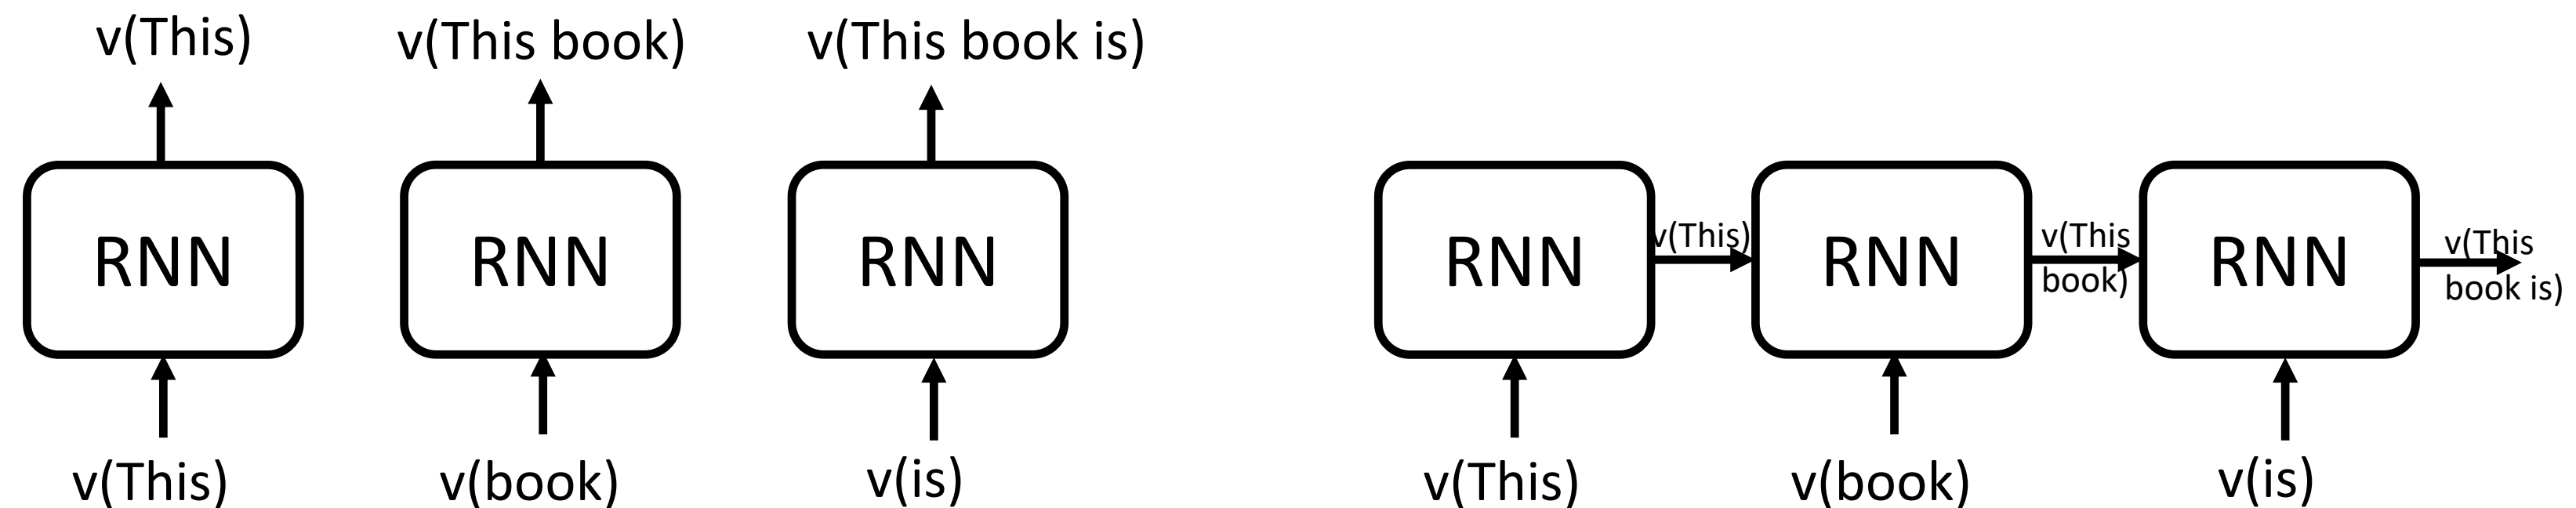 v(This)
v(This book)
v(This book is)
RNN
RNN
RNN
v(This)
v(book)
v(is)
RNN
v(This)
RNN
v(This
book)
RNN
v(This
book is)
v(This)
v(book)
v(is)